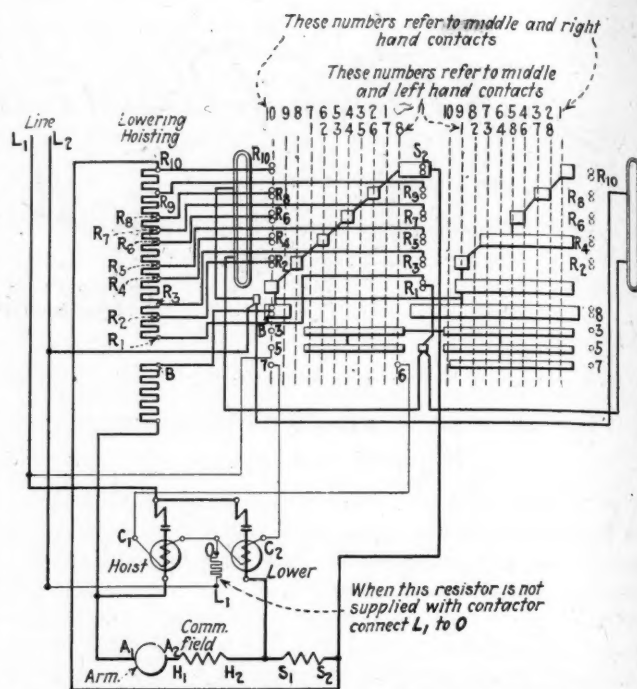 These numbers refer to middle and right
hand contacts
These numbers refer to middle
and left hand contacts
10 9 8 7 6 5 4 3 2 1
2 3 4 5 6 7 8
10 9 8 7 6 5 4 3 2 1
1 2 3 4 5 6 7 8
Line
L1 L2
Lowering
Hoisting
R10
R9
R8
R7
R6
R5
R4
R3
R2
R1
B
R10
R8
R6
R4
R2
B
3
5
7
S2
R9
R7
R5
R3
R1
6
R10
R8
R6
R4
R2
8
3
5
7
C1
Hoist
O
L1
C2
Lower
When this resistor is not
supplied with contactor
connect L1 to O
A1 A2
Arm.
Comm.
field
H1 H2
S1 S2